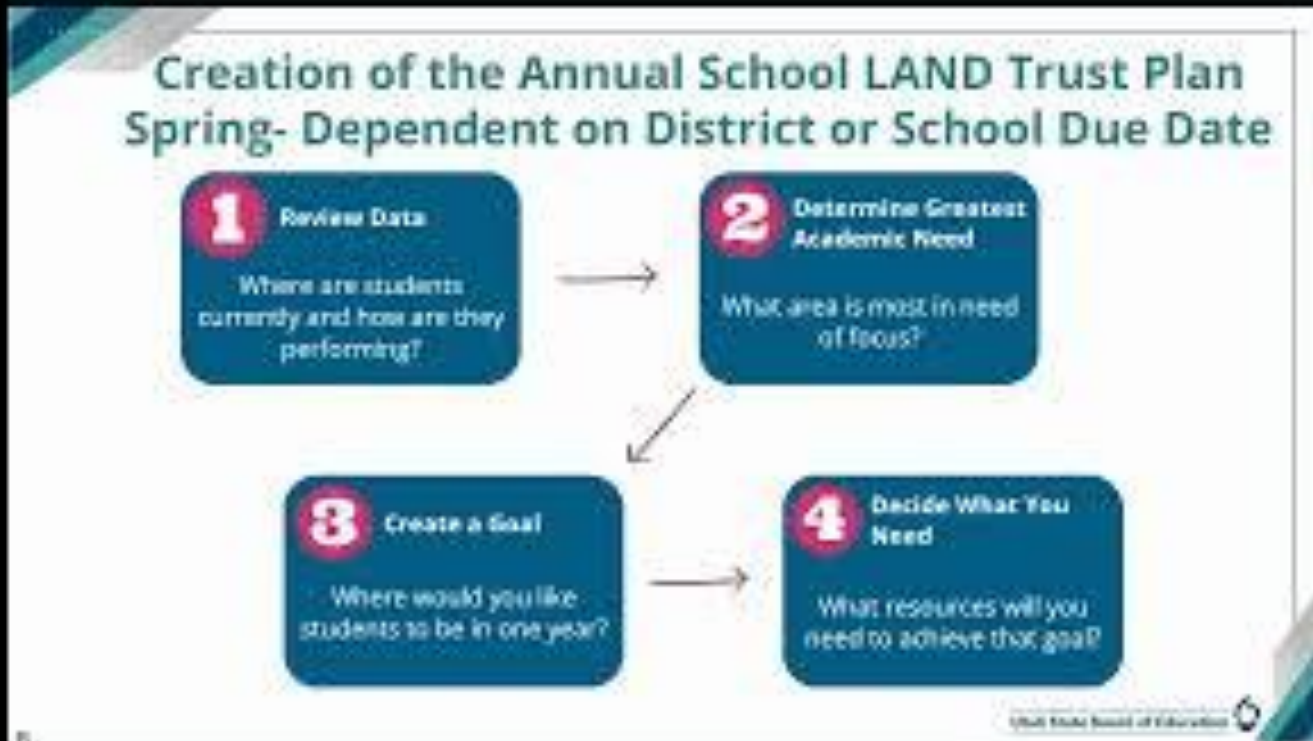 Creation of the Annual School LAND Trust Plan
Spring- Dependent on District or School Due Date
1
Review Data
Where are students
currently and how are they
performing?
2
Determine Greatest
Academic Need
What area is most in need
of focus?
3
Create a Goal
Where would you like
students to be in one year?
4
Decide What You
Need
What resources will you
need to achieve that goal?
Utah State Board of Education